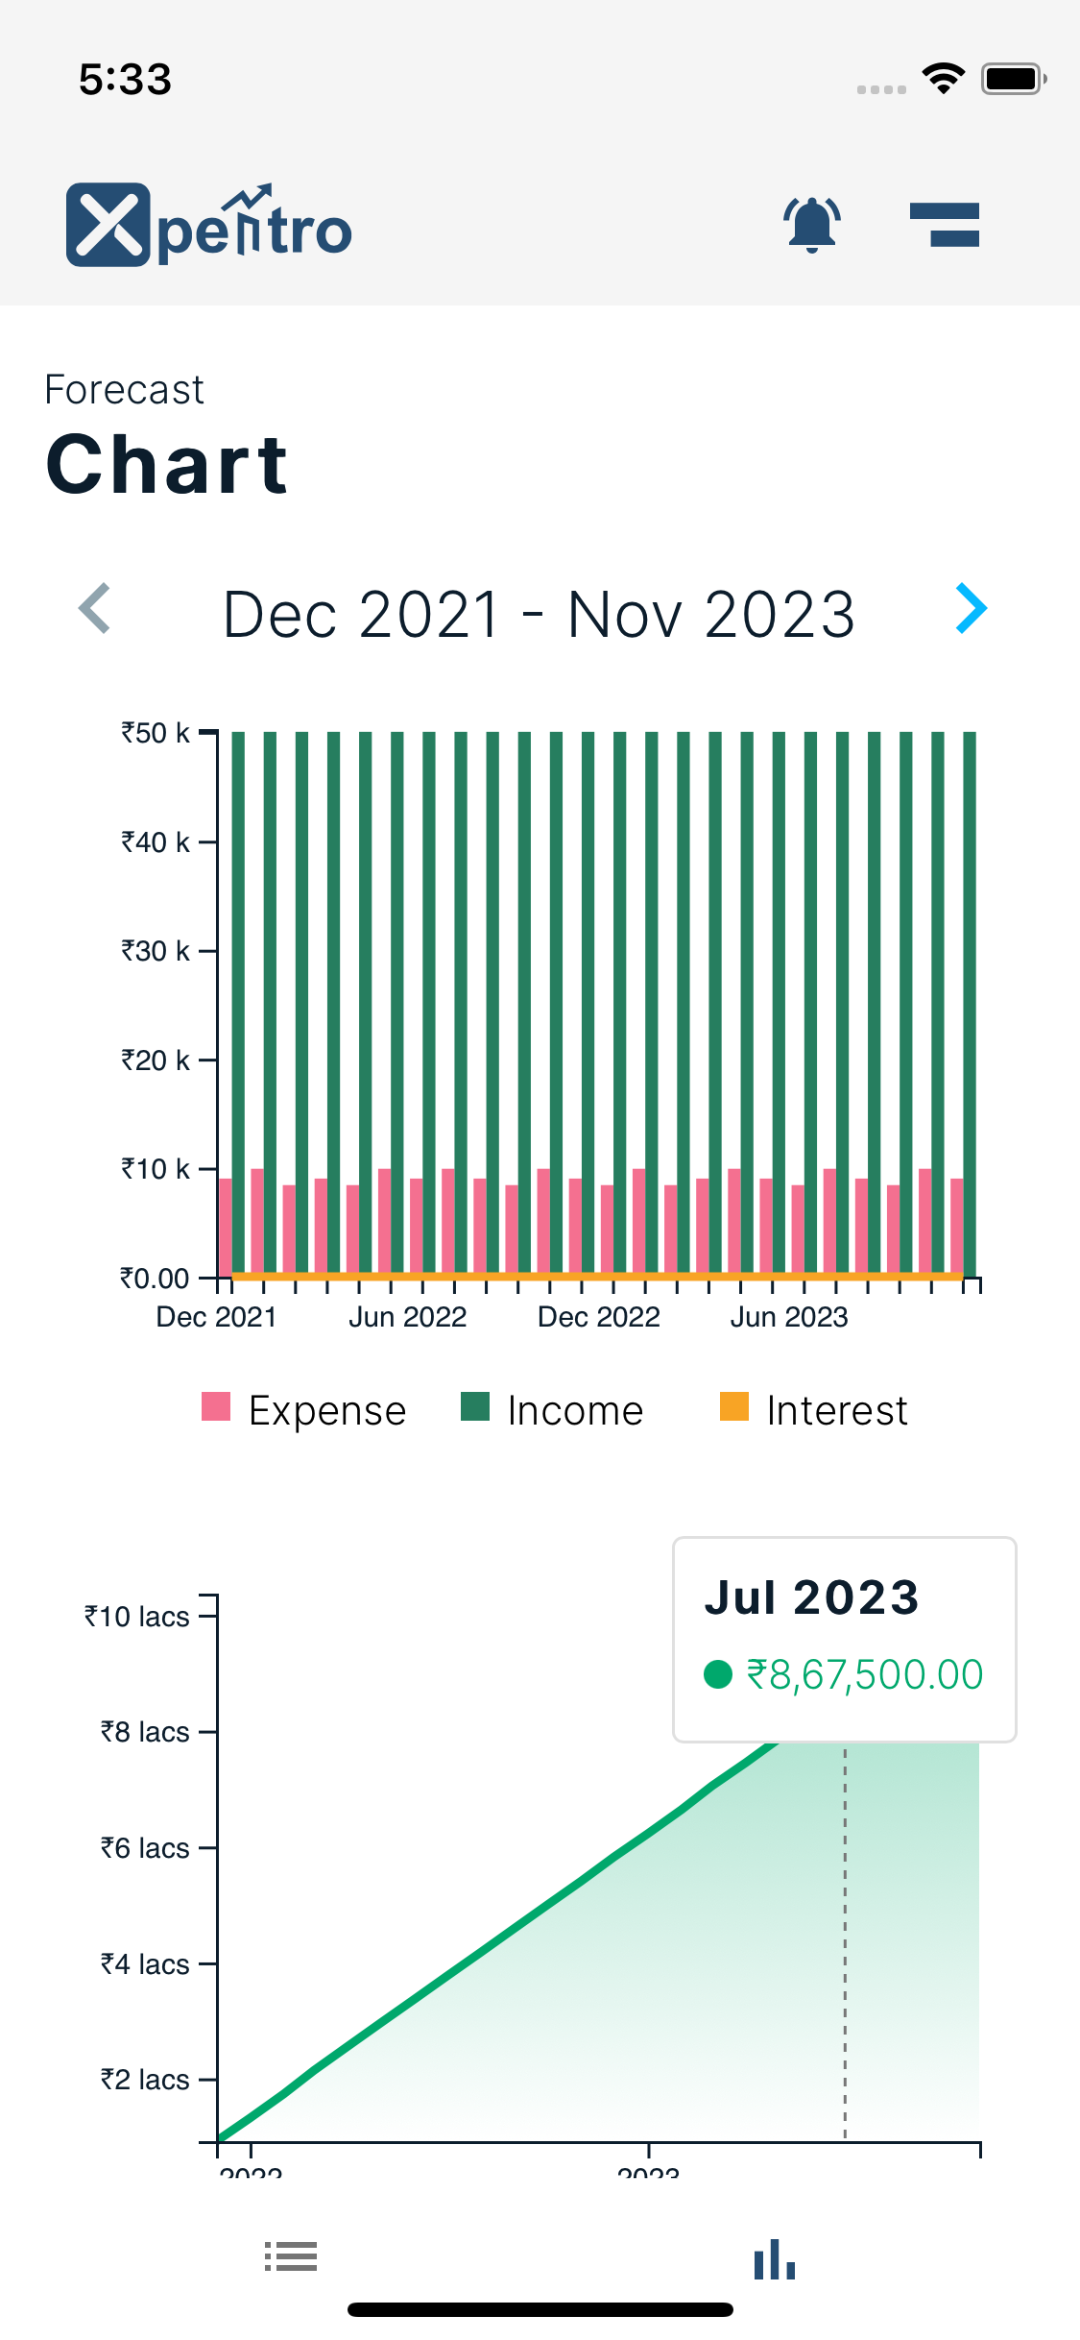 5:33
Xpentro
Forecast
Chart
Dec 2021 - Nov 2023
₹50 k
₹40 k
₹30 k
₹20 k
₹10 k
₹0.00
Dec 2021 Jun 2022 Dec 2022 Jun 2023
Expense Income Interest
Jul 2023
₹8,67,500.00
₹10 lacs
₹8 lacs
₹6 lacs
₹4 lacs
₹2 lacs
2022 2023